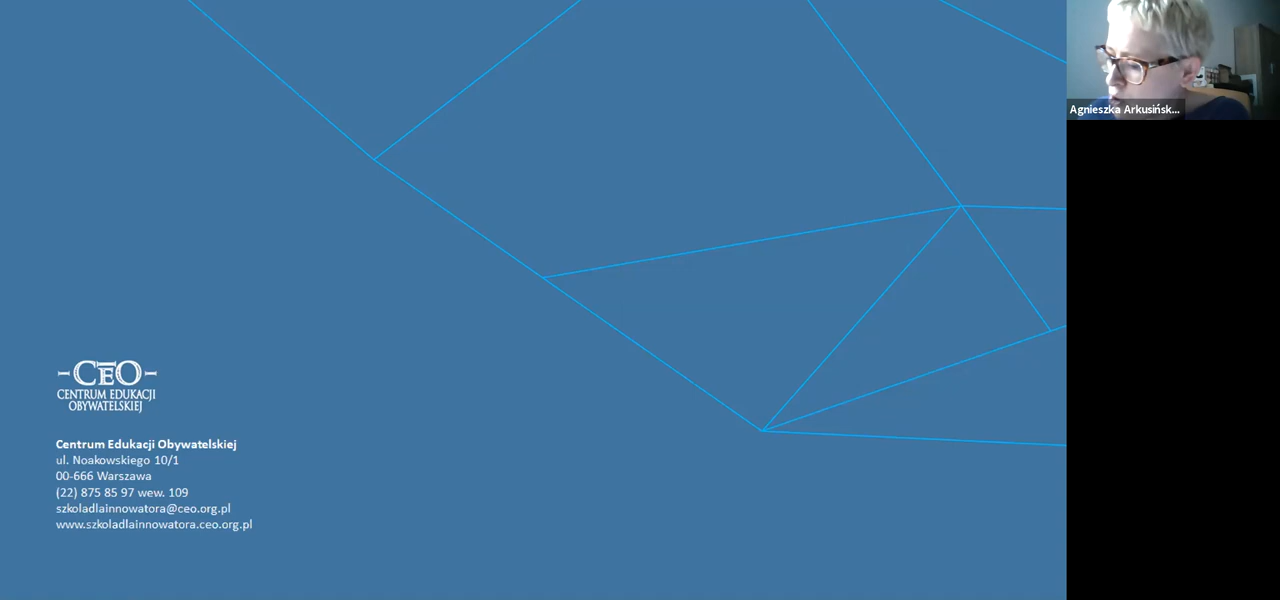 CEO
CENTRUM EDUKACJI
OBYWATELSKIEJ
Centrum Edukacji Obywatelskiej
ul. Noakowskiego 10/1
00-666 Warszawa
(22) 875 85 97 wew. 109
szkoladlainnowatora@ceo.org.pl
www.szkoladlainnowatora.ceo.org.pl
Agnieszka Arkusińsk...